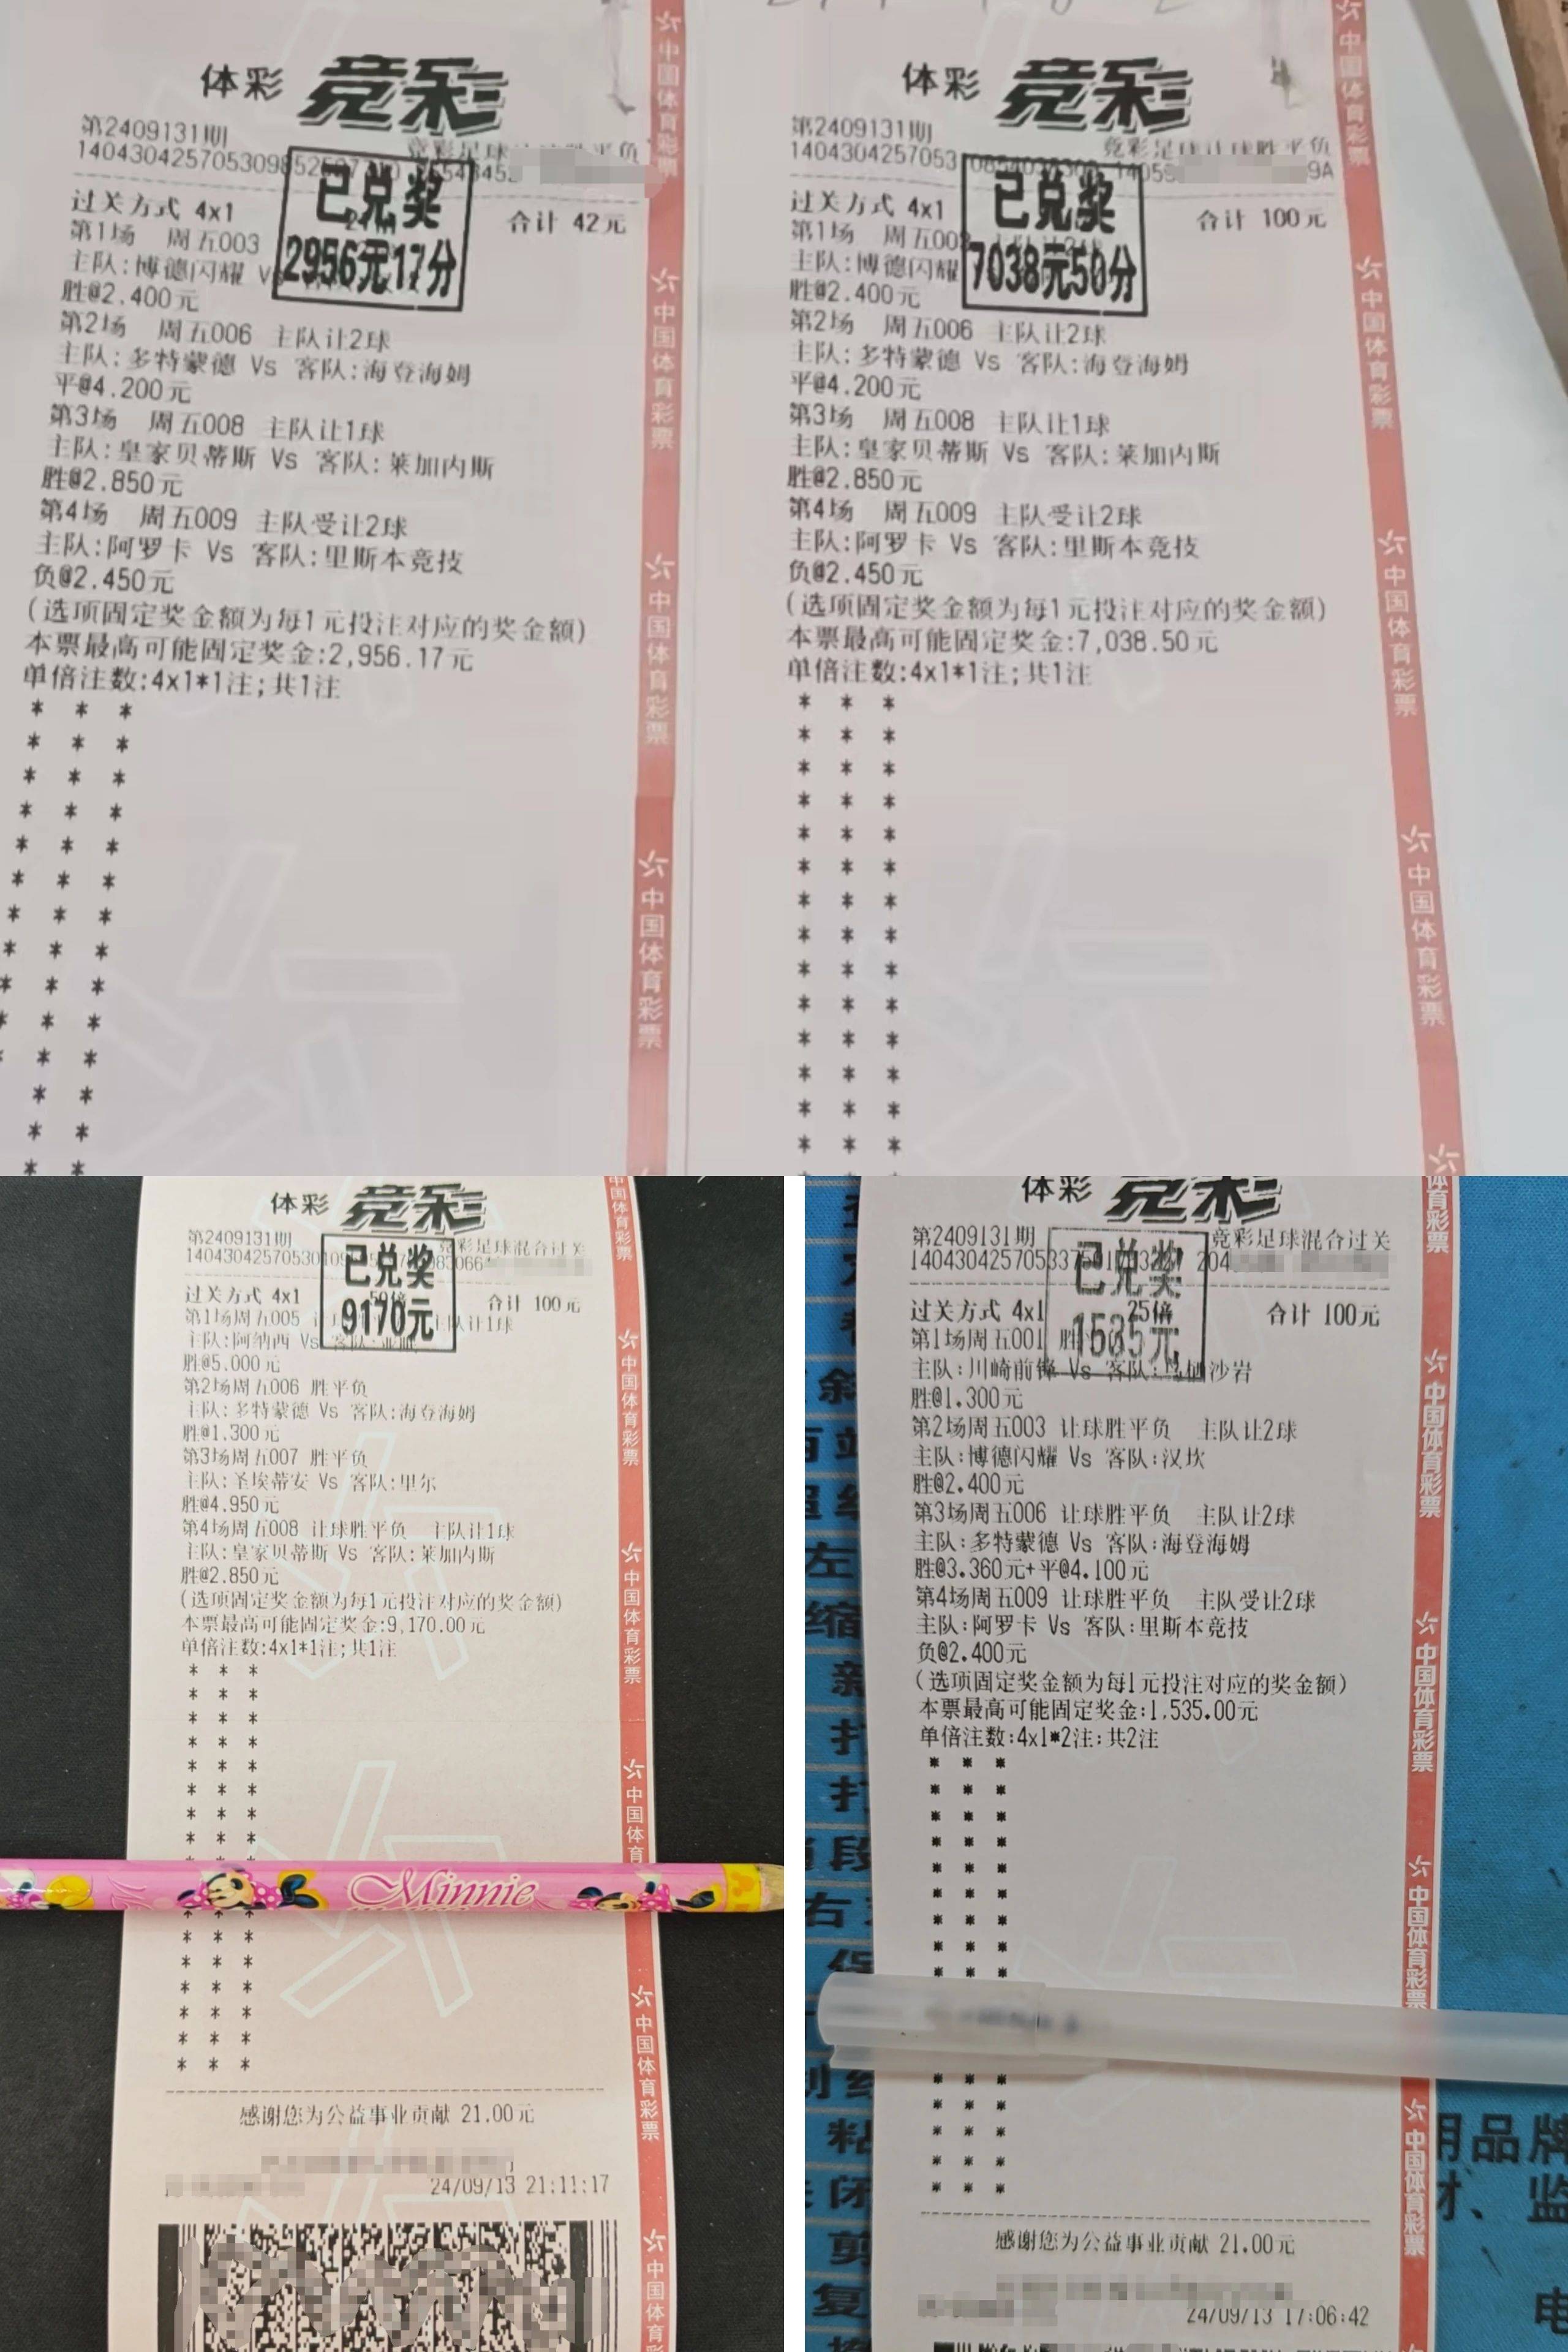 体彩 竞彩
第2409131期
过关方式 4x1
合计 42元
已兑奖
2956元17分
第1场 周五003
主队:博德闪耀
胜@2.400元
第2场 周五006 主队让2球
主队:多特蒙德 Vs 客队:海登海姆
平@4.200元
第3场 周五008 主队让1球
主队:皇家贝蒂斯 Vs 客队:莱加内斯
胜@2.850元
第4场 周五009 主队受让2球
主队:阿罗卡 Vs 客队:里斯本竞技
负@2.450元
(选项固定奖金额为每1元投注对应的奖金额)
本票最高可能固定奖金:2,956.17元
单倍注数:4x1*1注;共1注
中国体育彩票
体彩 竞彩
第2409131期
竞彩足球让球胜平负
过关方式 4x1
合计 100元
已兑奖
7038元50分
第1场 周五00
主队:博德闪耀
胜@2.400元
第2场 周五006 主队让2球
主队:多特蒙德 Vs 客队:海登海姆
平@4.200元
第3场 周五008 主队让1球
主队:皇家贝蒂斯 Vs 客队:莱加内斯
胜@2.850元
第4场 周五009 主队受让2球
主队:阿罗卡 Vs 客队:里斯本竞技
负@2.450元
(选项固定奖金额为每1元投注对应的奖金额)
本票最高可能固定奖金:7,038.50元
单倍注数:4x1*1注;共1注
中国体育彩票
体彩 竞彩
第2409131期
竞彩足球混合过关
过关方式 4x1
合计 100元
已兑奖
9170元
第1场周五005 主队让1球
主队:阿纳西 Vs
胜@5.000元
第2场周五006 胜平负
主队:多特蒙德 Vs 客队:海登海姆
胜@1.300元
第3场周五007 胜平负
主队:圣埃蒂安 Vs 客队:里尔
胜@4.950元
第4场周五008 让球胜平负 主队让1球
主队:皇家贝蒂斯 Vs 客队:莱加内斯
胜@2.850元
(选项固定奖金额为每1元投注对应的奖金额)
本票最高可能固定奖金:9,170.00元
单倍注数:4x1*1注;共1注
Minnie
感谢您为公益事业贡献 21.00元
24/09/13 21:11:17
中国体育彩票
体彩 竞彩
第2409131期
竞彩足球混合过关
过关方式 4x1
25倍
合计 100元
已兑奖
1535元
第1场周五001 胜
主队:川崎前锋 Vs 客队:鸟栖沙岩
胜@1.300元
第2场周五003 让球胜平负 主队让2球
主队:博德闪耀 Vs 客队:汉坎
胜@2.400元
第3场周五006 让球胜平负 主队让2球
主队:多特蒙德 Vs 客队:海登海姆
胜@3.360元+平@4.100元
第4场周五009 让球胜平负 主队受让2球
主队:阿罗卡 Vs 客队:里斯本竞技
负@2.400元
(选项固定奖金额为每1元投注对应的奖金额)
本票最高可能固定奖金:1,535.00元
单倍注数:4x1*2注;共2注
感谢您为公益事业贡献 21.00元
24/09/13 17:06:42
中国体育彩票
用品牌